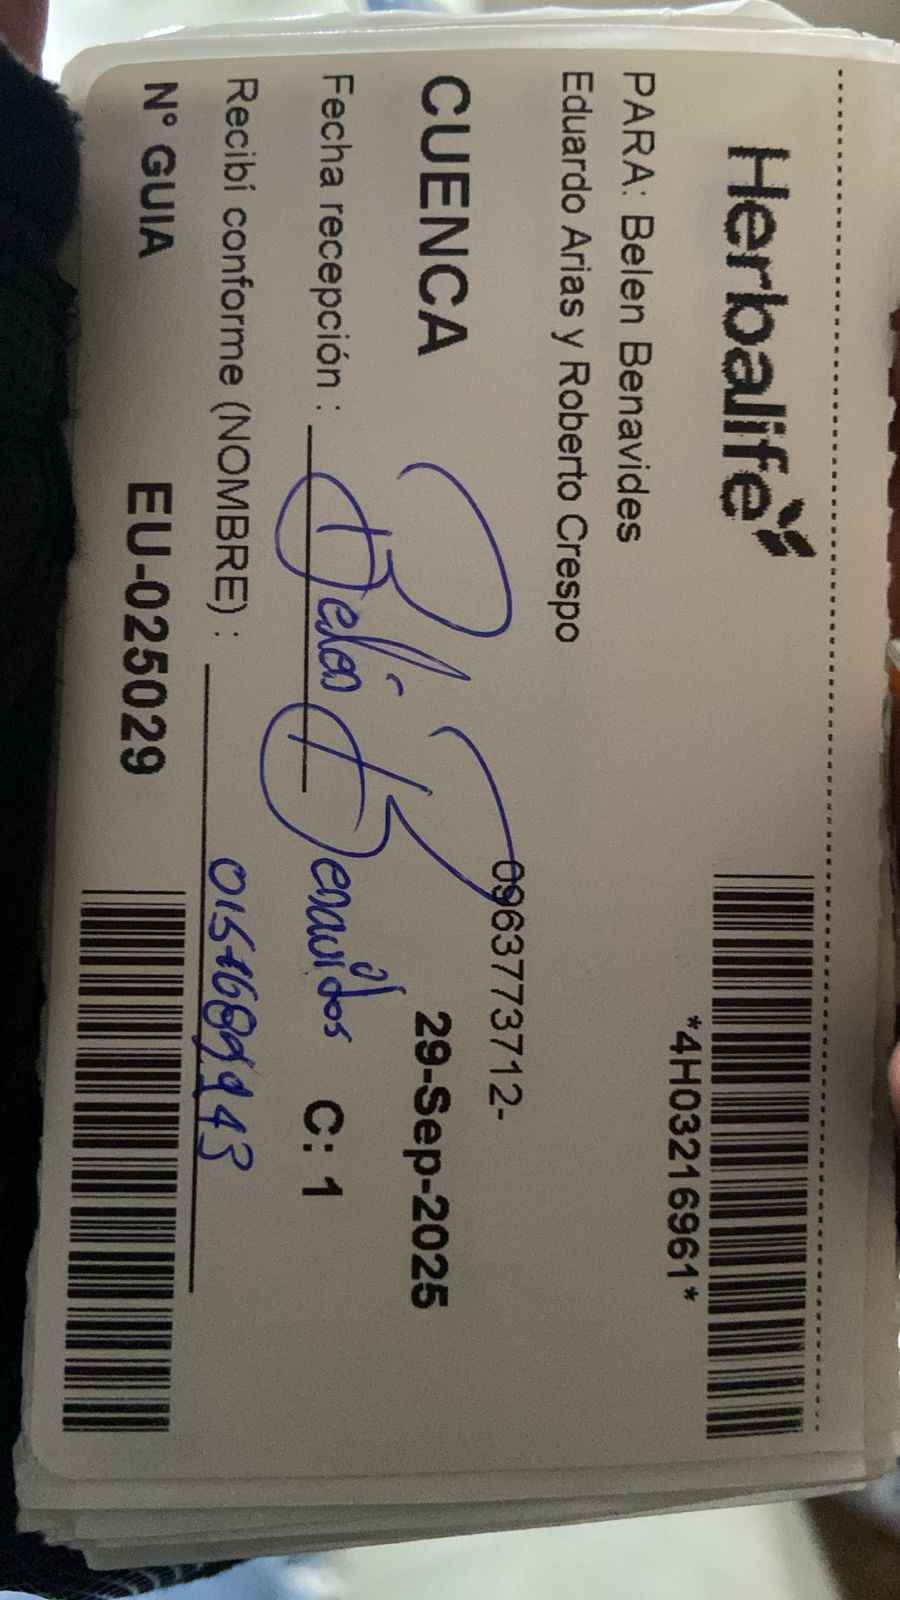 Herbalife
*4H03216961*
PARA: Belen Benavides
Eduardo Arias y Roberto Crespo
0963773712-
CUENCA
29-Sep-2025
Fecha recepción :
Belén Benavides
C: 1
Recibí conforme (NOMBRE) :
N° GUIA
EU-025029